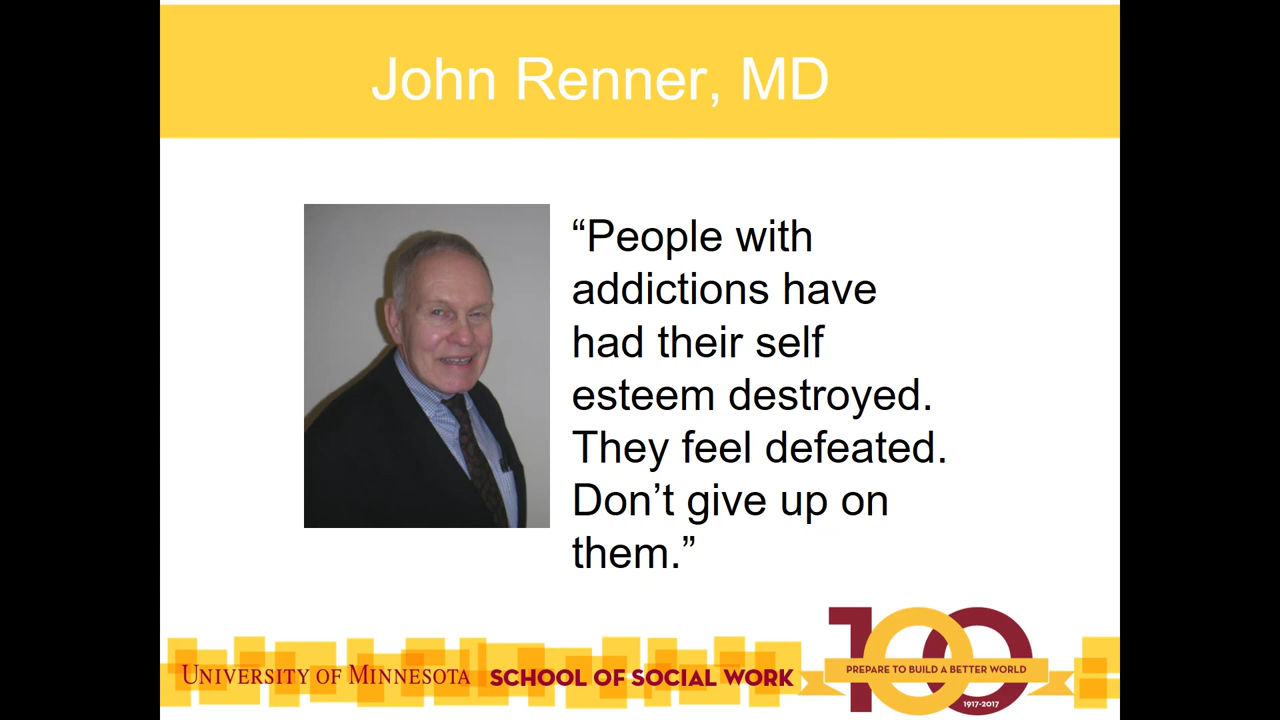 John Renner, MD
“People with
addictions have
had their self
esteem destroyed.
They feel defeated.
Don’t give up on
them.”
UNIVERSITY OF MINNESOTA SCHOOL OF SOCIAL WORK
100
PREPARE TO BUILD A BETTER WORLD
1917-2017